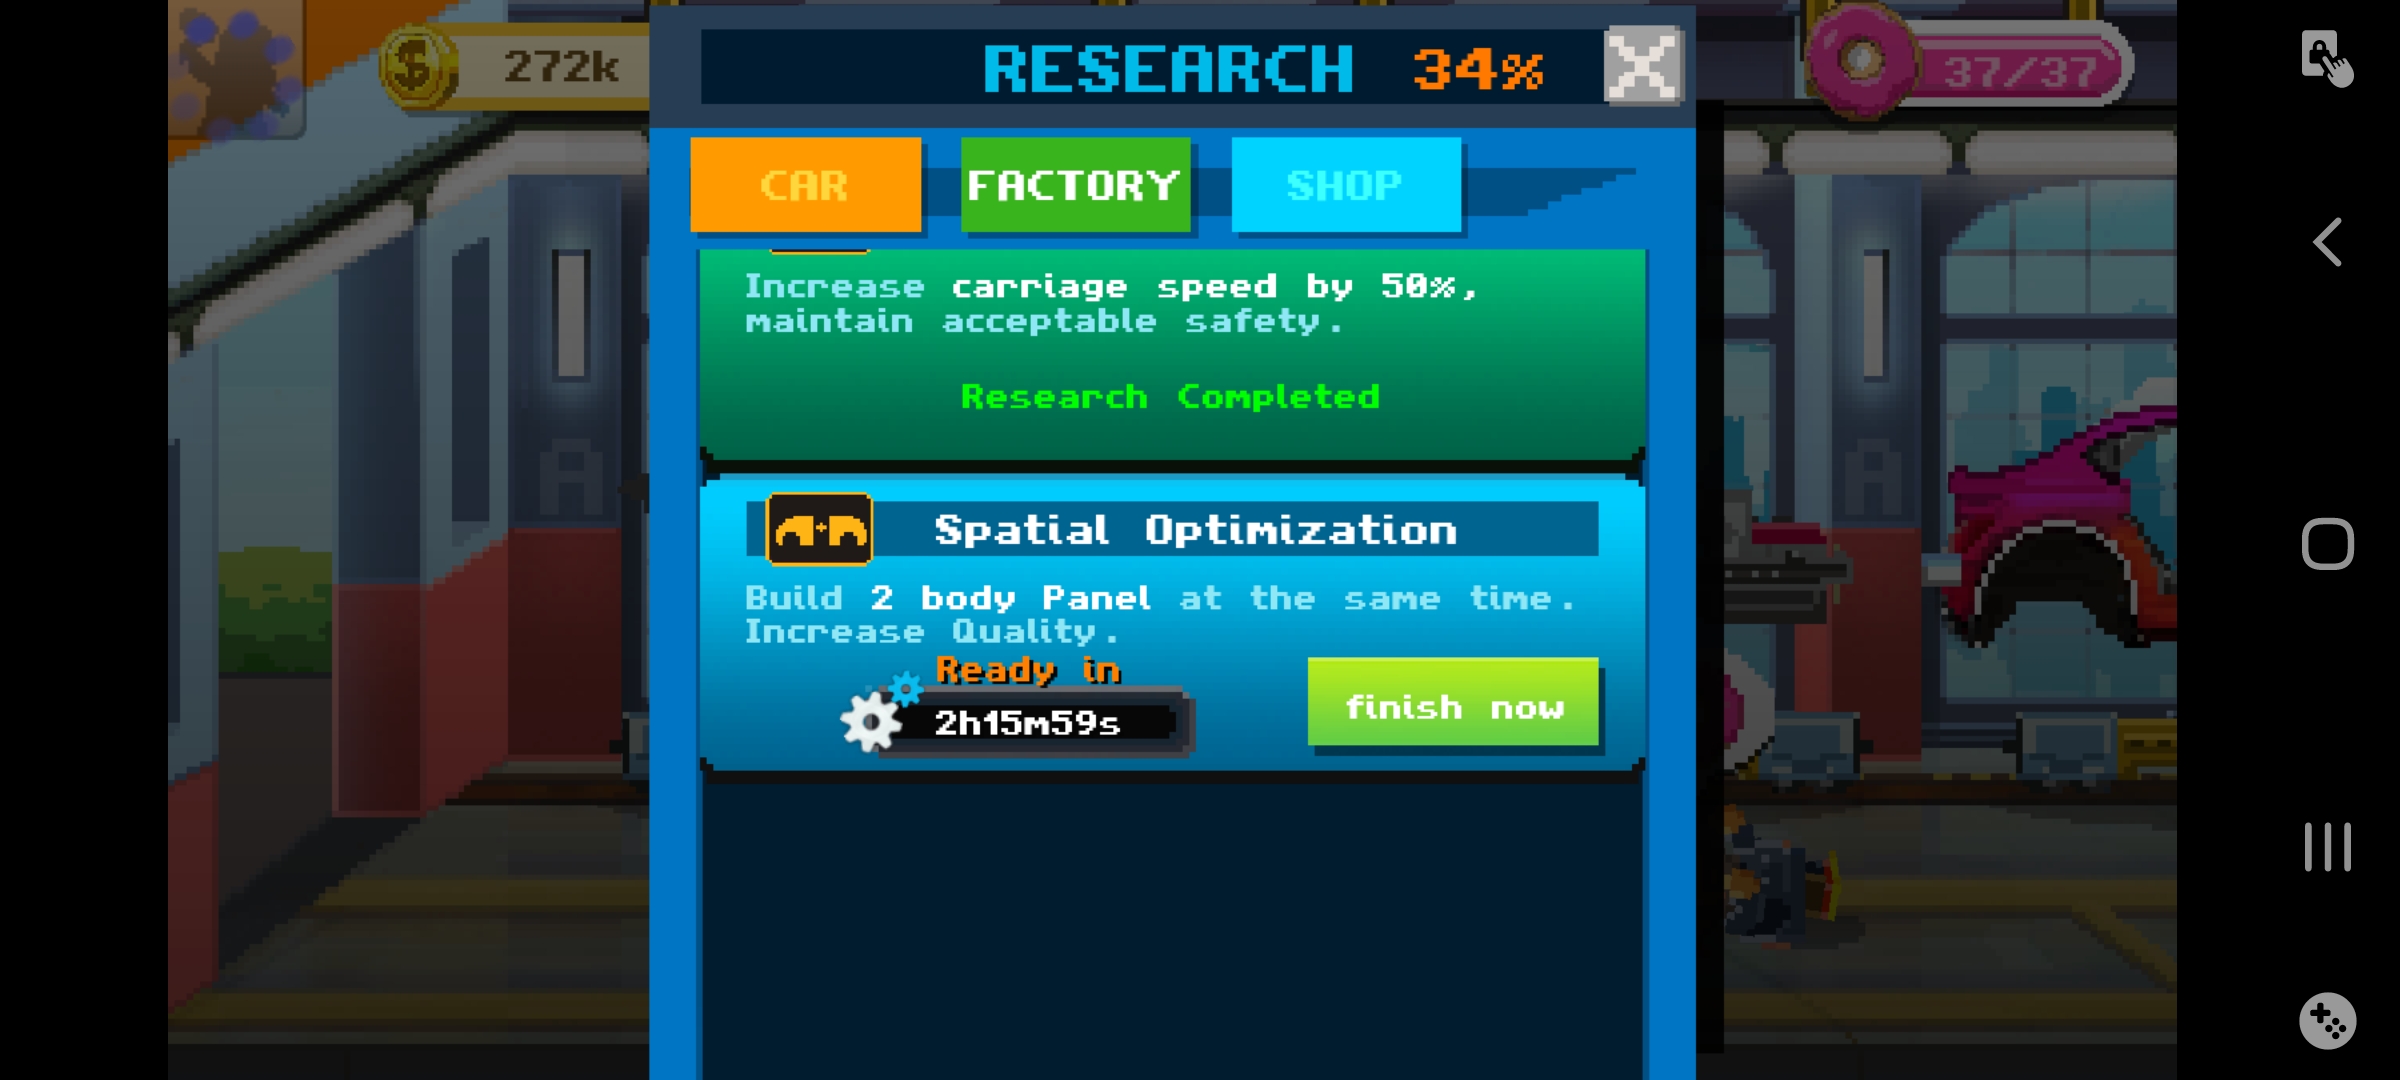 272k
RESEARCH 34%
37/37
CAR
FACTORY
SHOP
Increase carriage speed by 50%,
maintain acceptable safety.
Research Completed
A
A
Spatial Optimization
Build 2 body Panel at the same time.
Increase Quality.
Ready in
2h15m59s
finish now